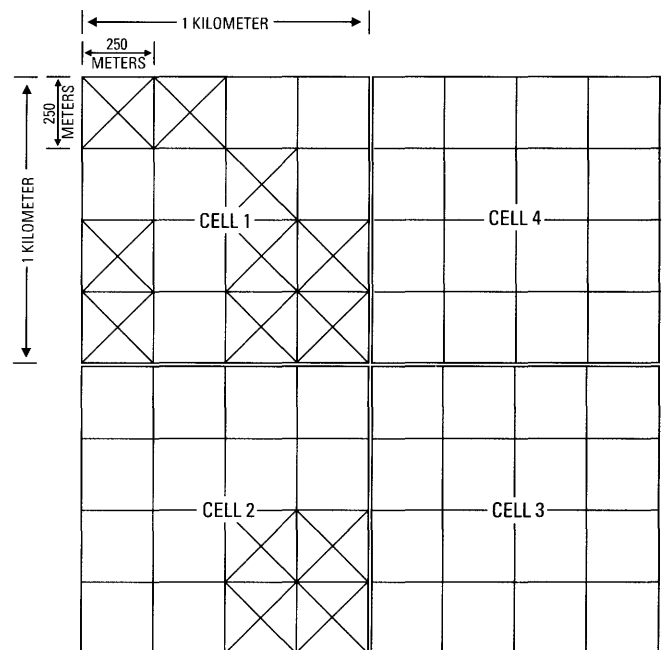 1 KILOMETER
250
METERS
250
METERS
1 KILOMETER
CELL 1
CELL 4
CELL 2
CELL 3